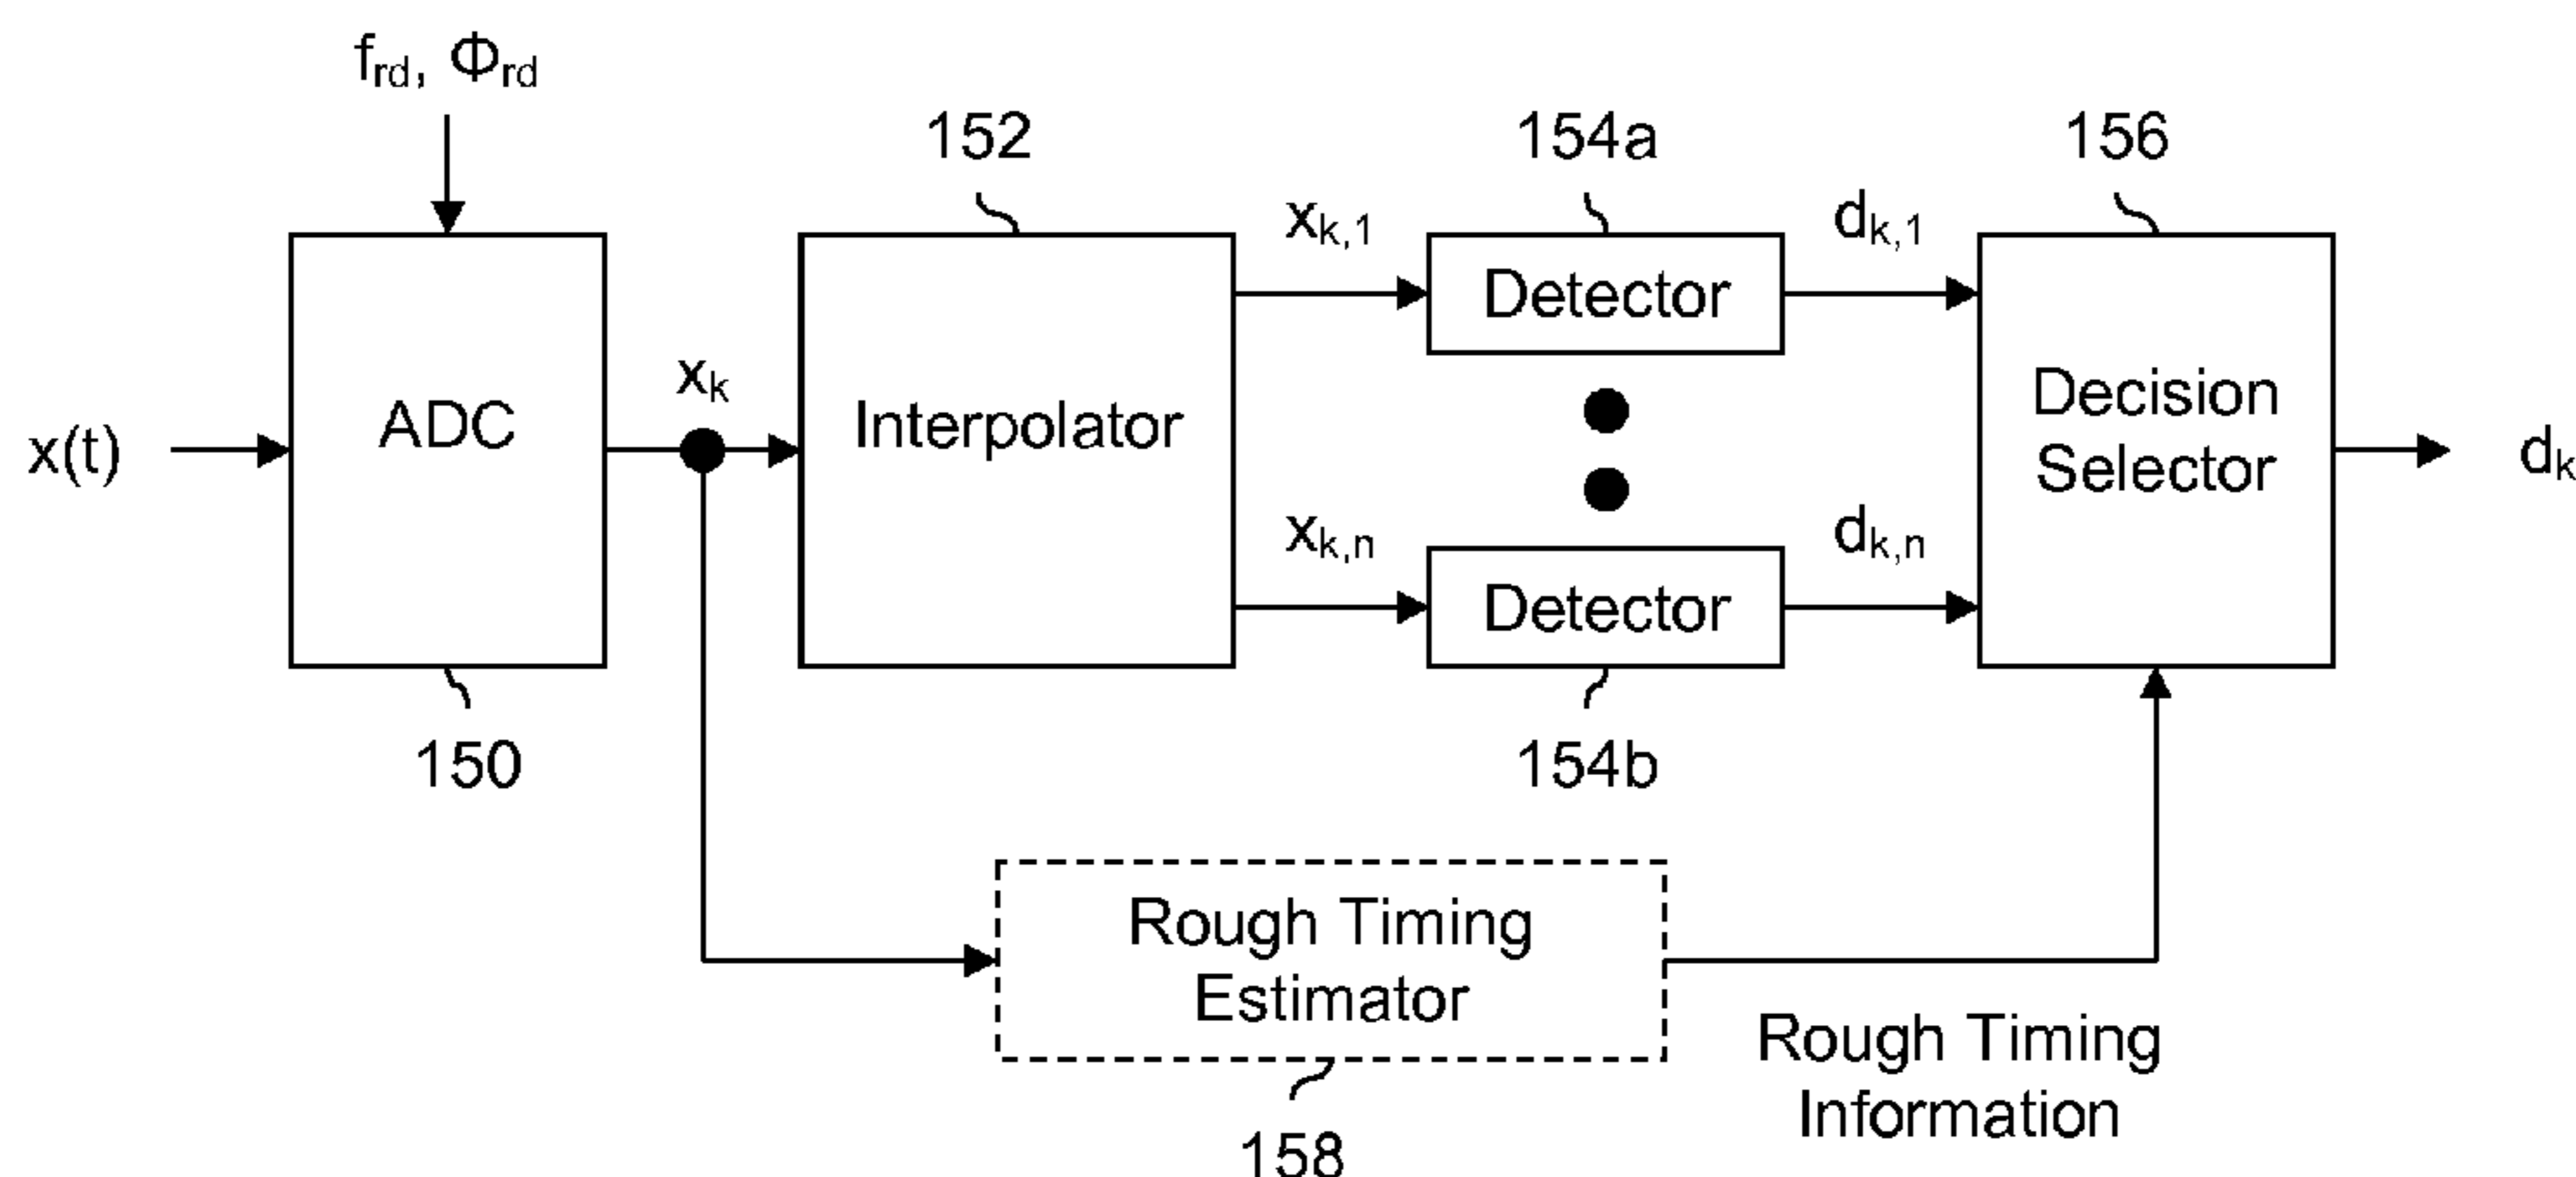 f_rd, Φ_rd
152
154a
156
x_k,1
d_k,1
Detector
x_k
ADC
Interpolator
Decision
Selector
x(t)
d_k
x_k,n
d_k,n
Detector
150
154b
Rough Timing
Estimator
Rough Timing
Information
158